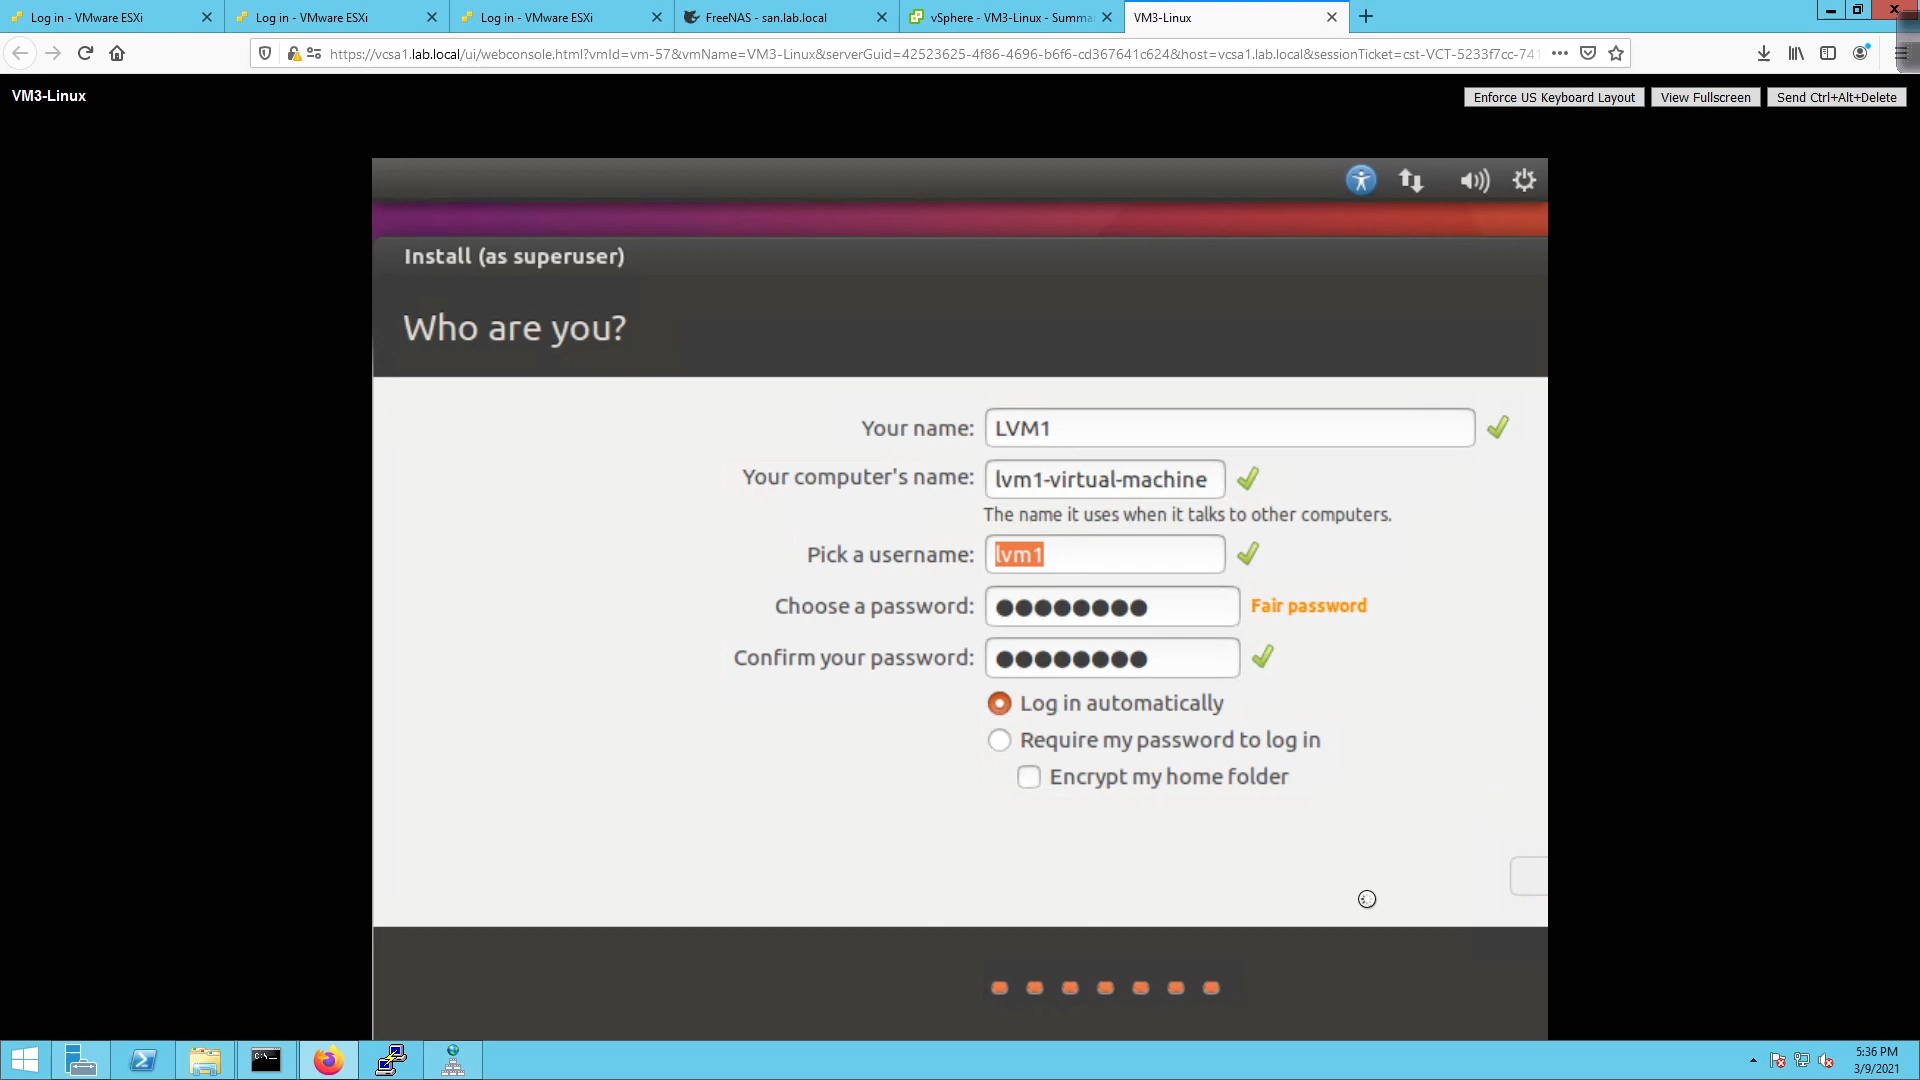 Log in - VMware ESXi
Log in - VMware ESXi
Log in - VMware ESXi
FreeNAS - san.lab.local
vSphere - VM3-Linux - Summa
VM3-Linux
https://vcsa1.lab.local/ui/webconsole.html?vmId=vm-57&vmName=VM3-Linux&serverGuid=42523625-4f86-4696-b6f6-cd367641c624&host=vcsa1.lab.local&sessionTicket=cst-VCT-5233f7cc-741
VM3-Linux
Enforce US Keyboard Layout
View Fullscreen
Send Ctrl+Alt+Delete
Install (as superuser)
Who are you?
Your name: LVM1
Your computer's name: lvm1-virtual-machine
The name it uses when it talks to other computers.
Pick a username: lvm1
Choose a password: ●●●●●●●● Fair password
Confirm your password: ●●●●●●●●
Log in automatically
Require my password to log in
Encrypt my home folder
5:36 PM
3/9/2021